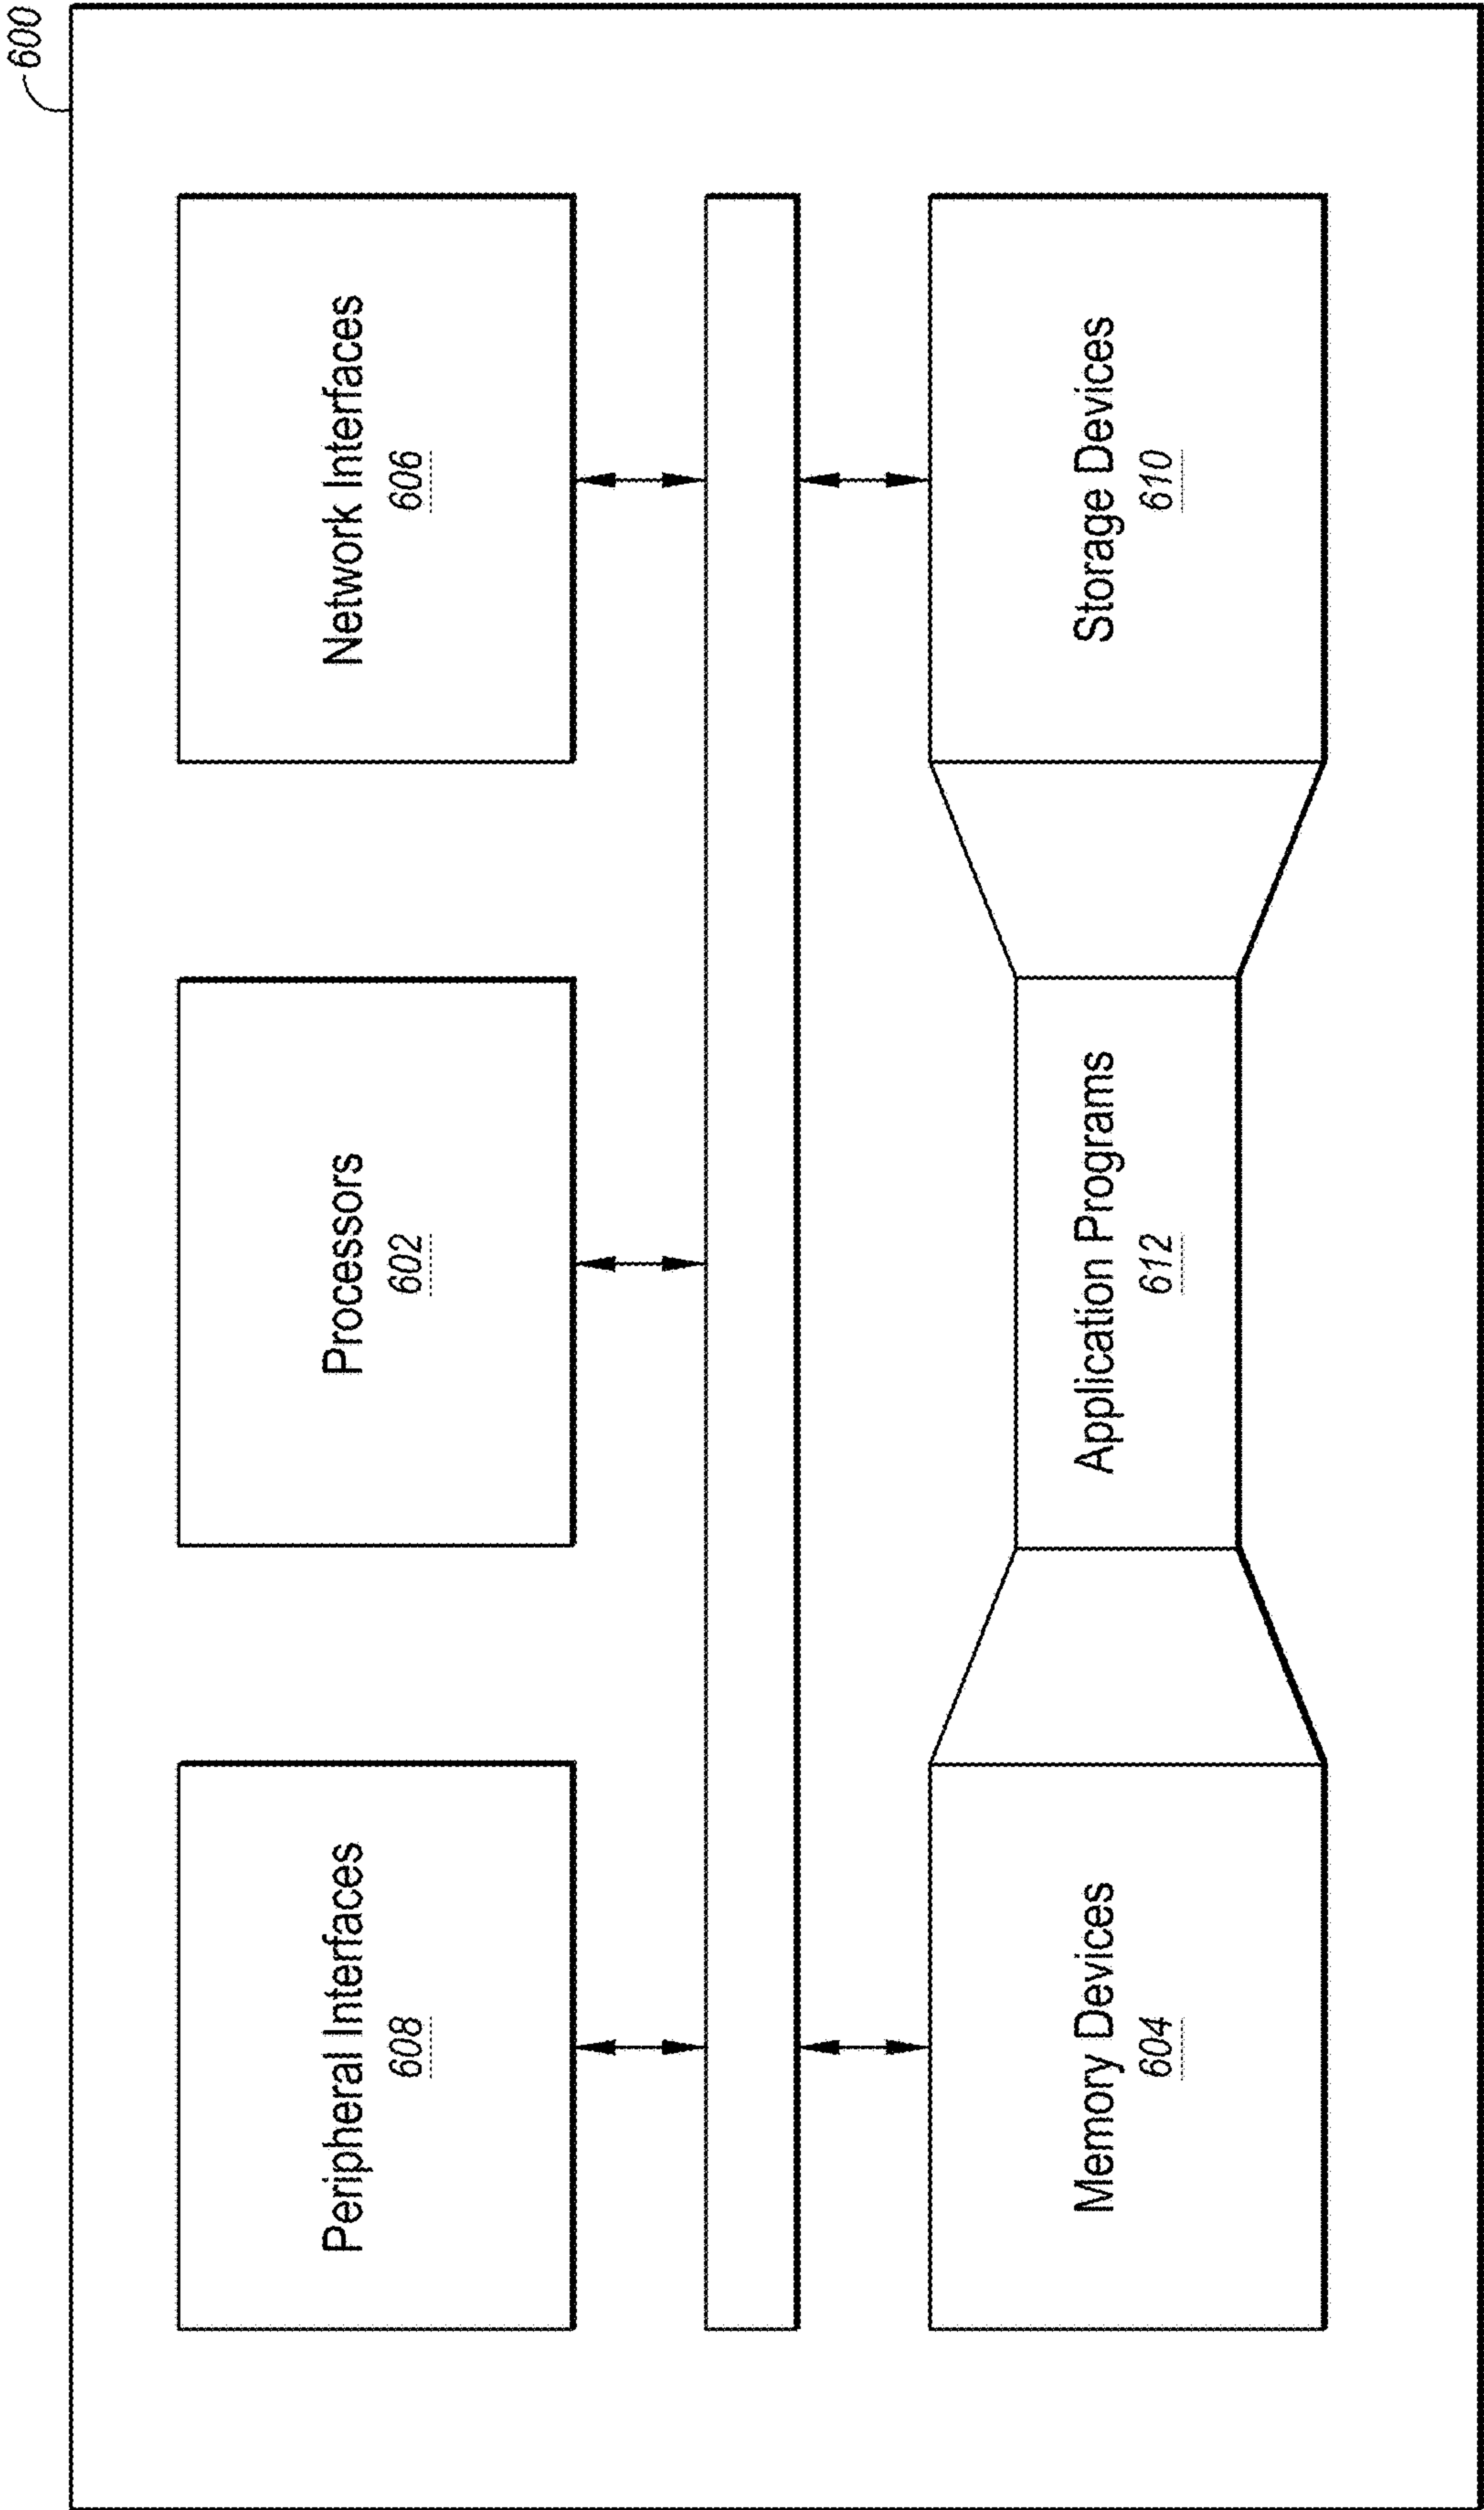 600
Peripheral Interfaces
608
Processors
602
Network Interfaces
606
Memory Devices
604
Application Programs
612
Storage Devices
610